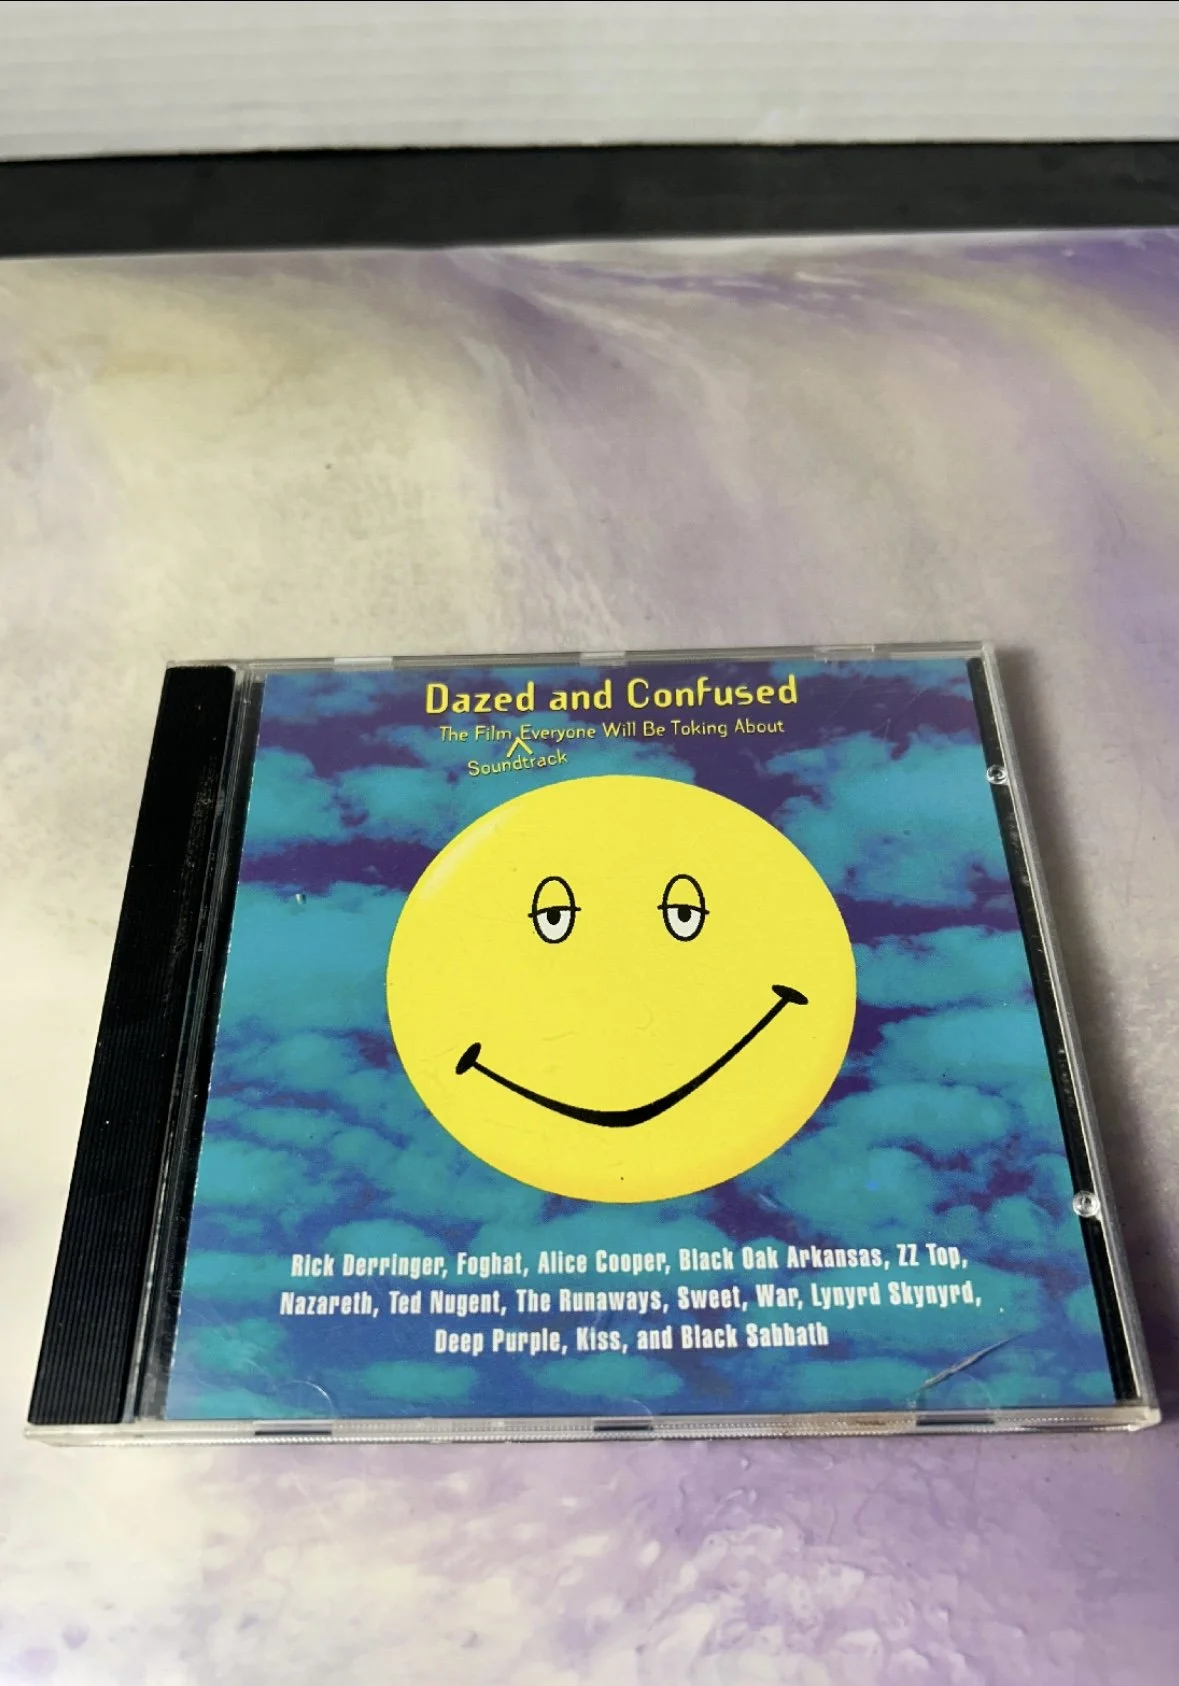 Dazed and Confused
The Film Everyone Will Be Toking About
Soundtrack
Rick Derringer, Foghat, Alice Cooper, Black Oak Arkansas, ZZ Top,
Nazareth, Ted Nugent, The Runaways, Sweet, War, Lynyrd Skynyrd,
Deep Purple, Kiss, and Black Sabbath